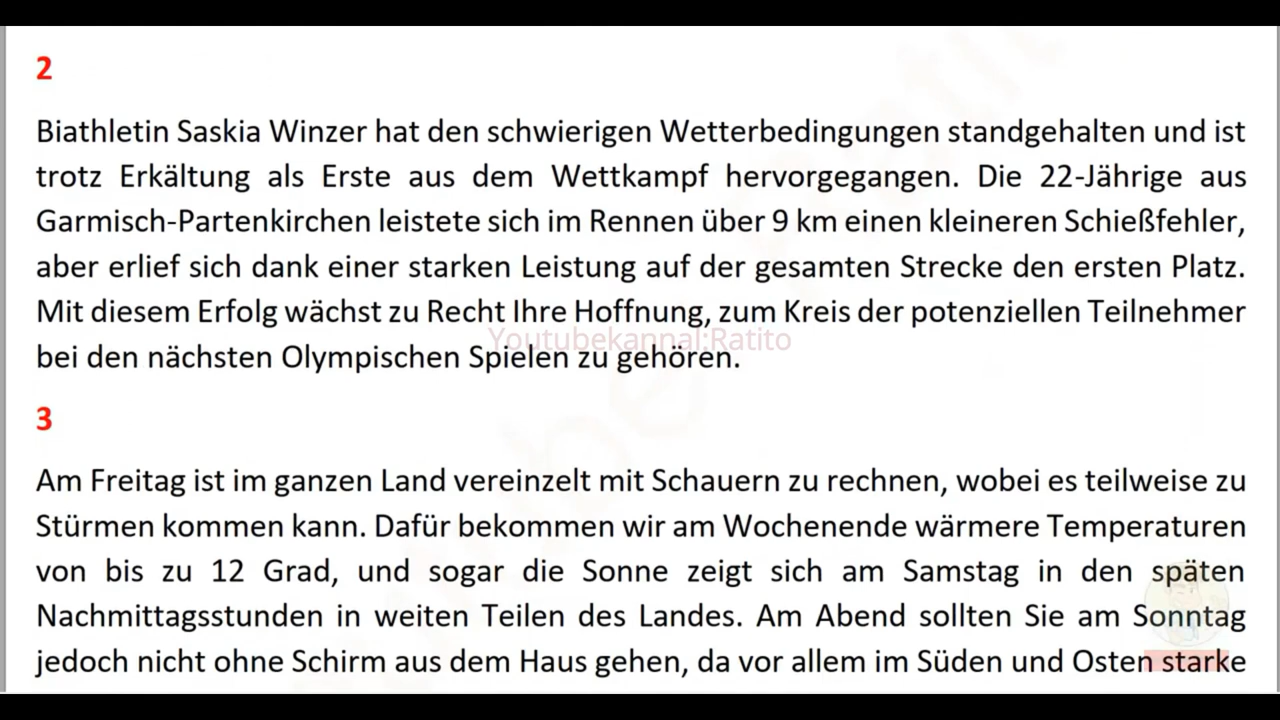 2
Biathletin Saskia Winzer hat den schwierigen Wetterbedingungen standgehalten und ist
trotz Erkältung als Erste aus dem Wettkampf hervorgegangen. Die 22-Jährige aus
Garmisch-Partenkirchen leistete sich im Rennen über 9 km einen kleineren Schießfehler,
aber erlief sich dank einer starken Leistung auf der gesamten Strecke den ersten Platz.
Mit diesem Erfolg wächst zu Recht Ihre Hoffnung, zum Kreis der potenziellen Teilnehmer
Youtubekannal:Ratito
bei den nächsten Olympischen Spielen zu gehören.
3
Am Freitag ist im ganzen Land vereinzelt mit Schauern zu rechnen, wobei es teilweise zu
Stürmen kommen kann. Dafür bekommen wir am Wochenende wärmere Temperaturen
von bis zu 12 Grad, und sogar die Sonne zeigt sich am Samstag in den späten
Nachmittagsstunden in weiten Teilen des Landes. Am Abend sollten Sie am Sonntag
jedoch nicht ohne Schirm aus dem Haus gehen, da vor allem im Süden und Osten starke